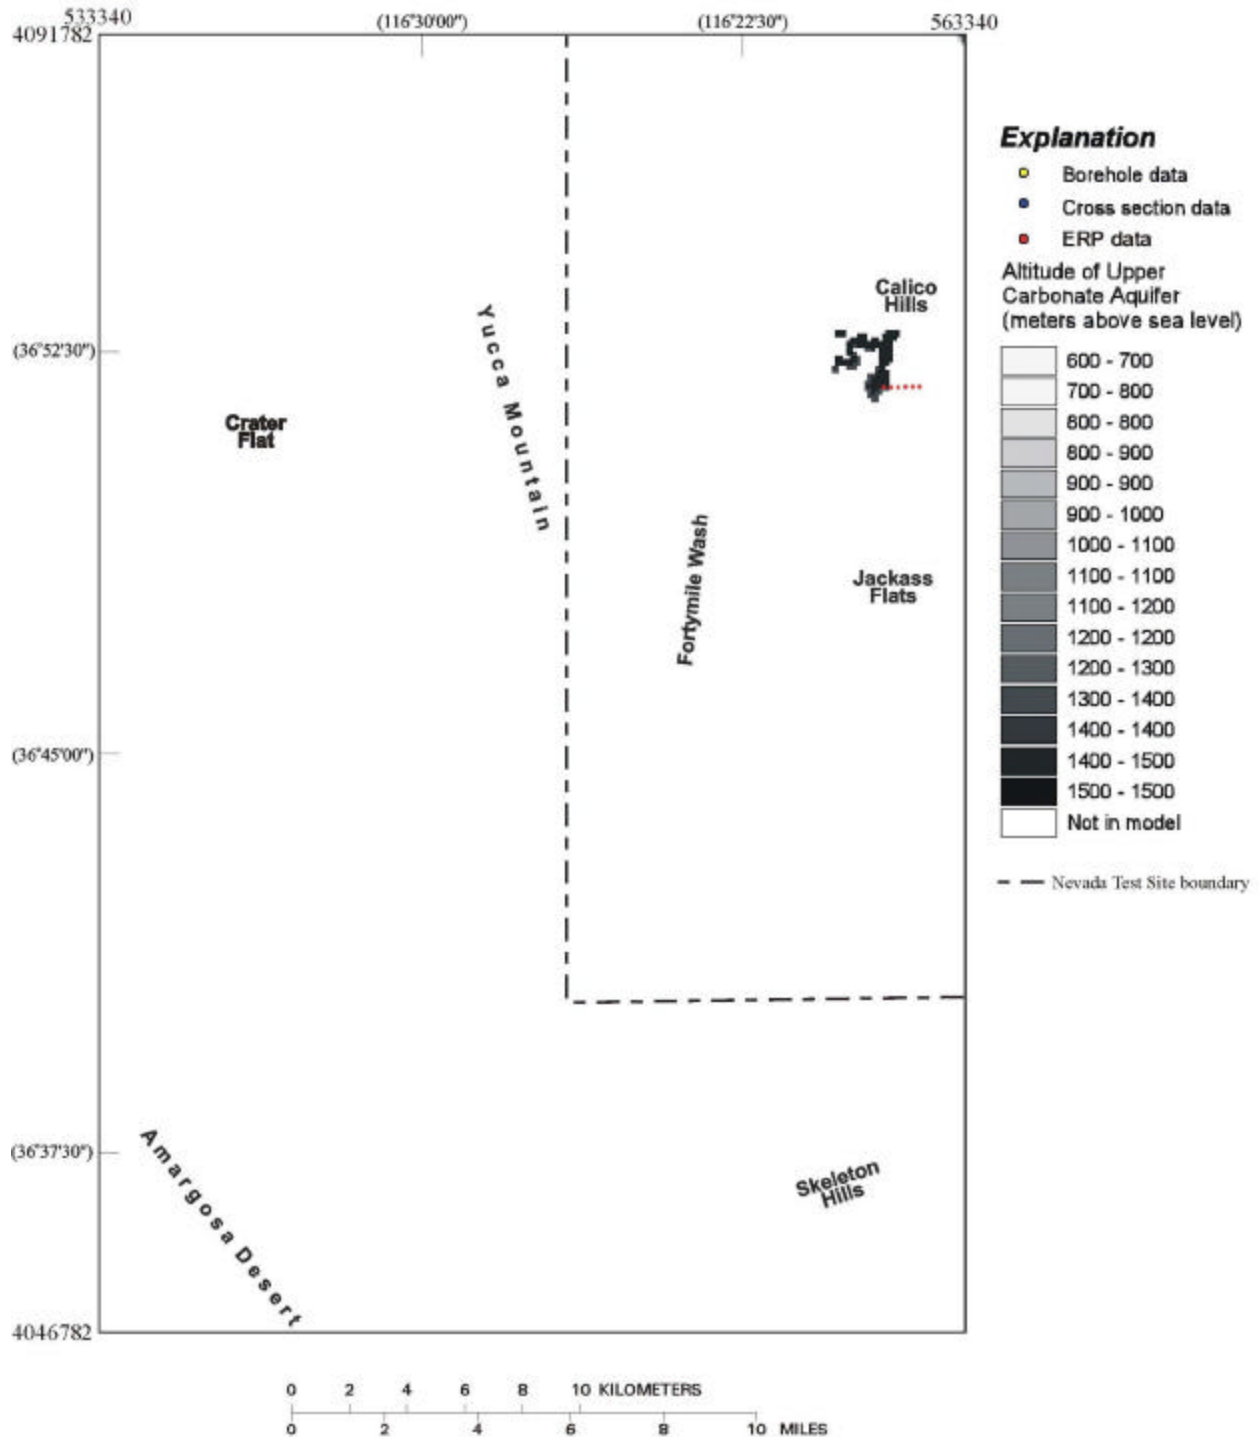 533340
(116°30'00")
(116°22'30")
563340
4091782
Explanation
Borehole data
Cross section data
ERP data
Altitude of Upper
Carbonate Aquifer
(meters above sea level)
600 - 700
700 - 800
800 - 800
800 - 900
900 - 900
900 - 1000
1000 - 1100
1100 - 1100
1100 - 1200
1200 - 1200
1200 - 1300
1300 - 1400
1400 - 1400
1400 - 1500
1500 - 1500
Not in model
Nevada Test Site boundary
Calico
Hills
(36°52'30")
Yucca Mountain
Crater
Flat
Fortymile Wash
Jackass
Flats
(36°45'00")
(36°37'30")
Amargosa Desert
Skeleton
Hills
4046782
0 2 4 6 8 10 KILOMETERS
0 2 4 6 8 10 MILES